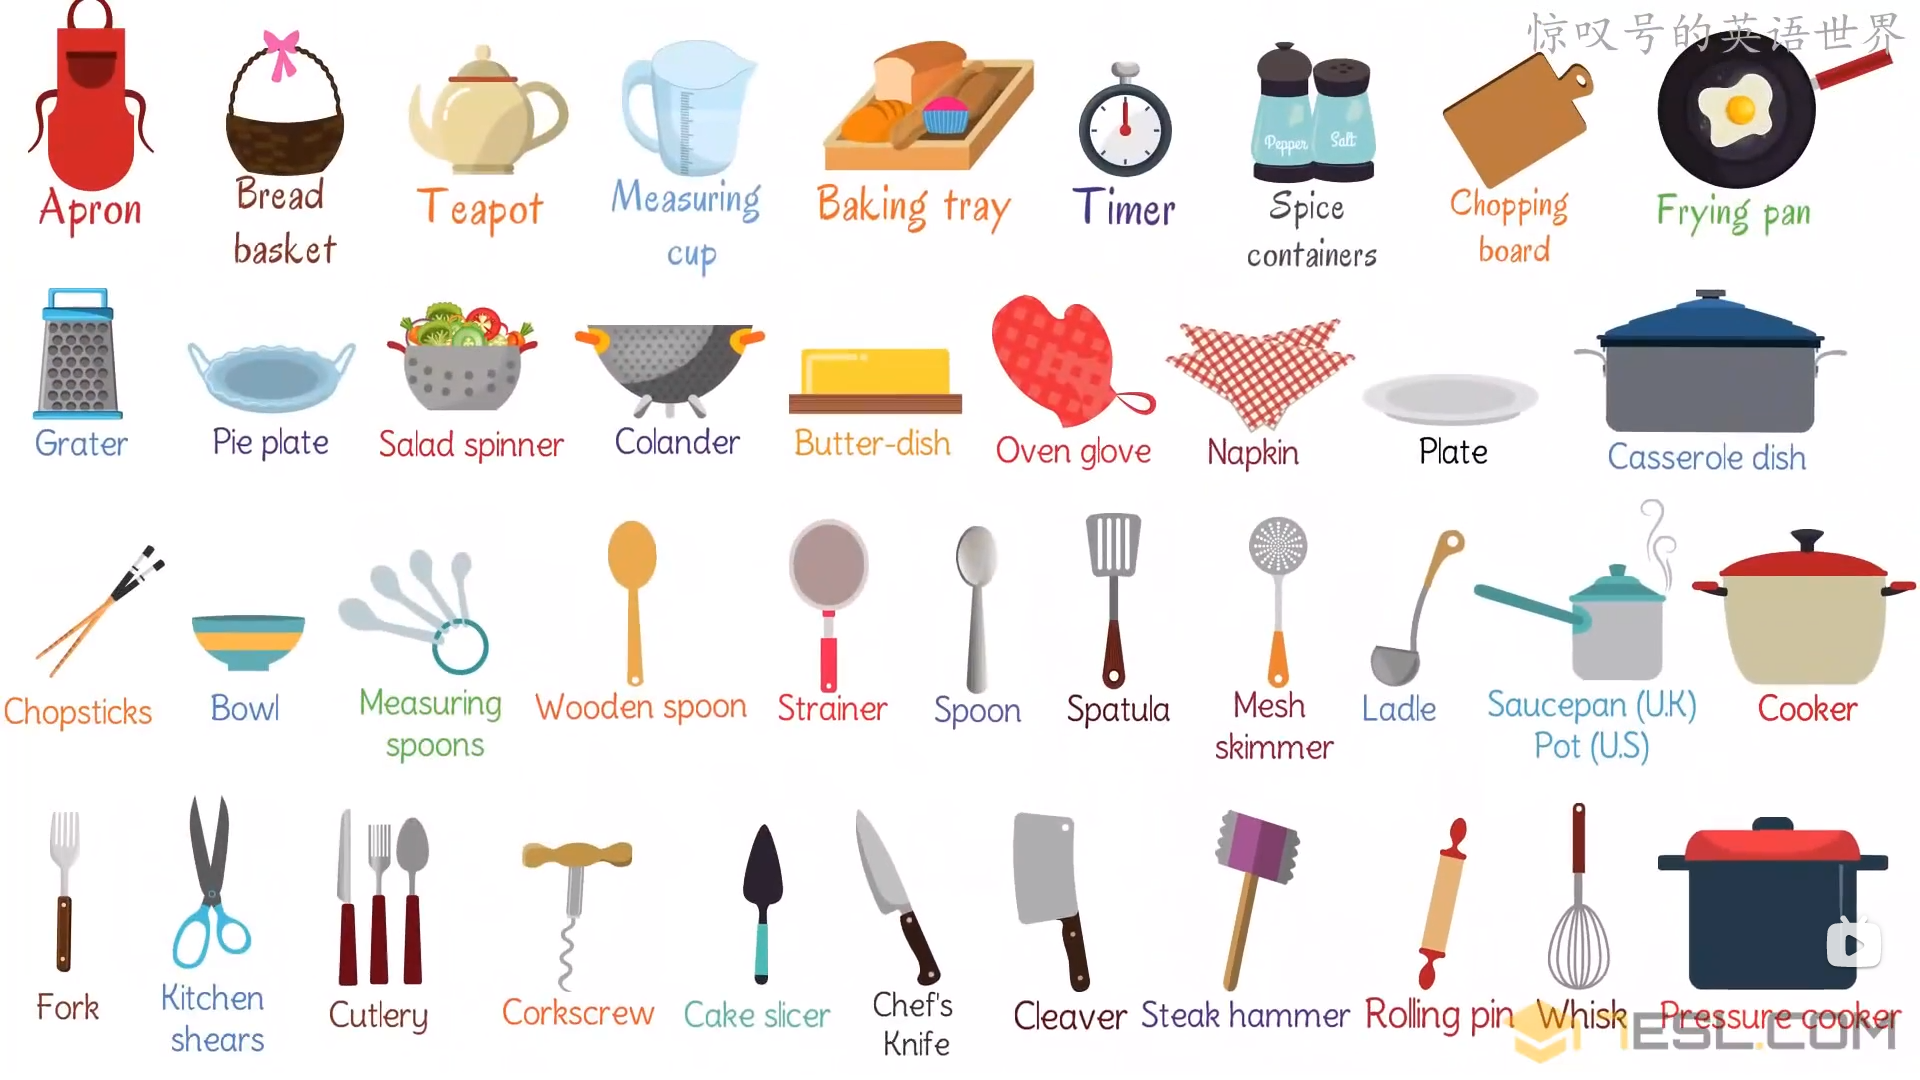 惊叹号的英语世界
Pepper
Salt
Apron
Bread
basket
Teapot
Measuring
cup
Baking tray
Timer
Spice
containers
Chopping
board
Frying pan
Grater
Pie plate
Salad spinner
Colander
Butter-dish
Oven glove
Napkin
Plate
Casserole dish
Chopsticks
Bowl
Measuring
spoons
Wooden spoon
Strainer
Spoon
Spatula
Mesh
skimmer
Ladle
Saucepan (U.K)
Pot (U.S)
Cooker
Fork
Kitchen
shears
Cutlery
Corkscrew
Cake slicer
Chef's
Knife
Cleaver
Steak hammer
Rolling pin
Whisk
Pressure cooker
7ESL.COM